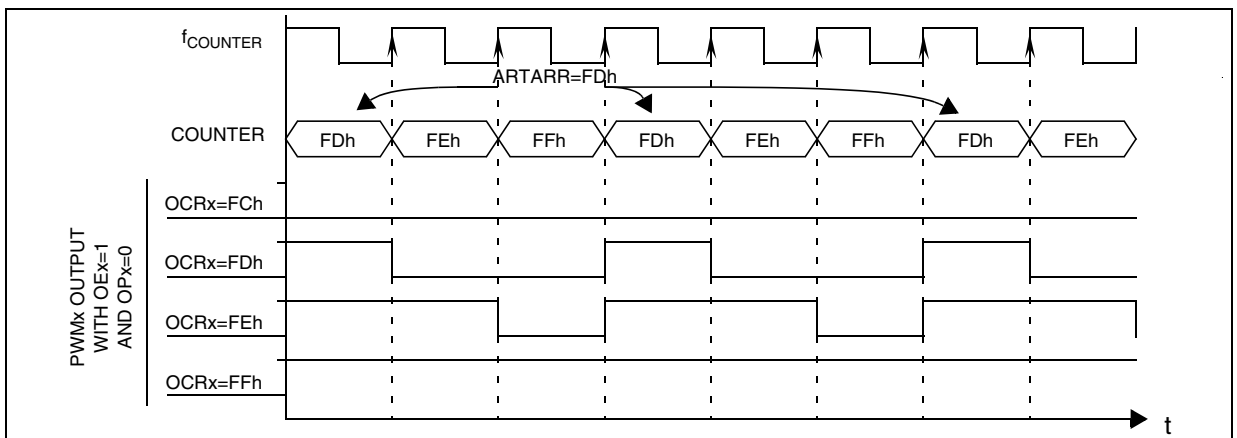 fCOUNTER
ARTARR=FDh
COUNTER
FDh FEh FFh FDh FEh FFh FDh FEh
PWMx OUTPUT
WITH OEx=1
AND OPx=0
OCRx=FCh
OCRx=FDh
OCRx=FEh
OCRx=FFh
t